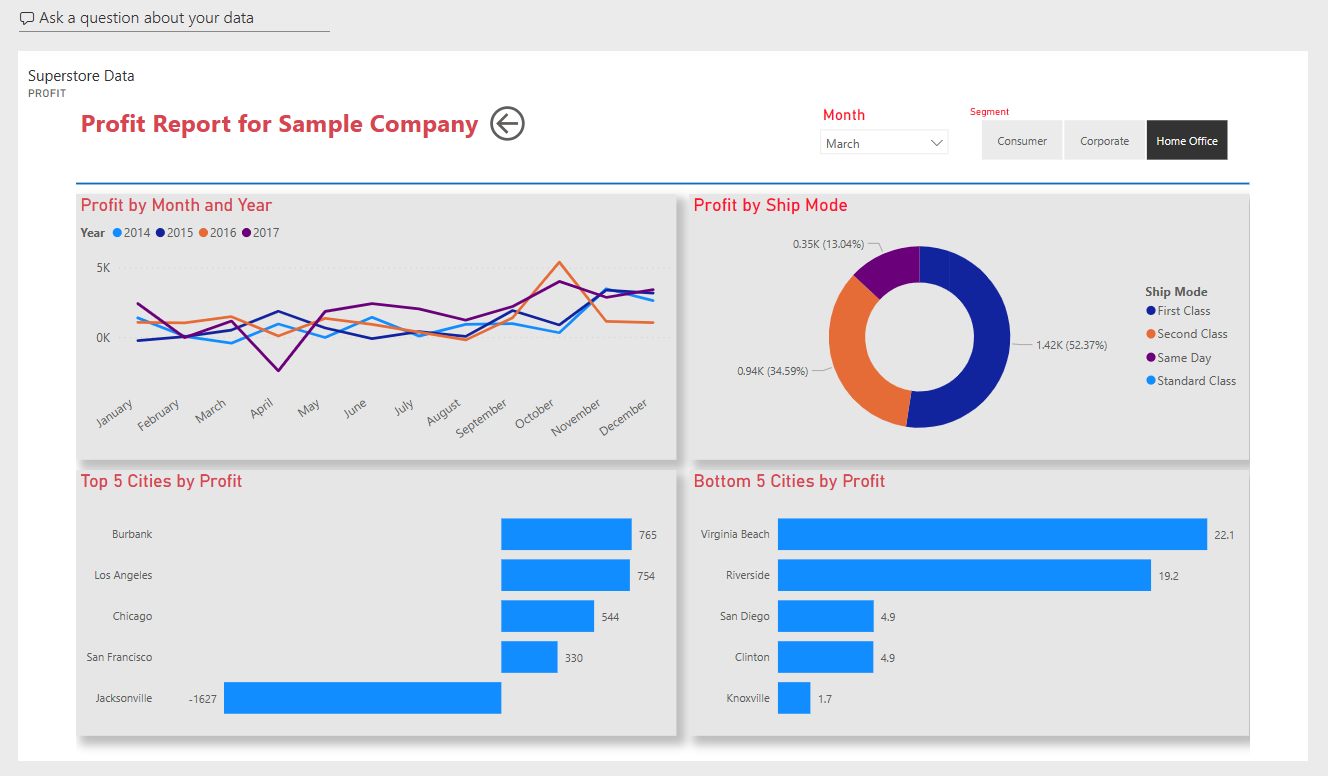 Ask a question about your data
Superstore Data
PROFIT
Profit Report for Sample Company
Month
March
Segment
Consumer Corporate Home Office
Profit by Month and Year
Year 2014 2015 2016 2017
5K
0K
January February March April May June July August September October November December
Profit by Ship Mode
0.35K (13.04%)
1.42K (52.37%)
0.94K (34.59%)
Ship Mode
First Class
Second Class
Same Day
Standard Class
Top 5 Cities by Profit
Burbank 765
Los Angeles 754
Chicago 544
San Francisco 330
Jacksonville -1627
Bottom 5 Cities by Profit
Virginia Beach 22.1
Riverside 19.2
San Diego 4.9
Clinton 4.9
Knoxville 1.7